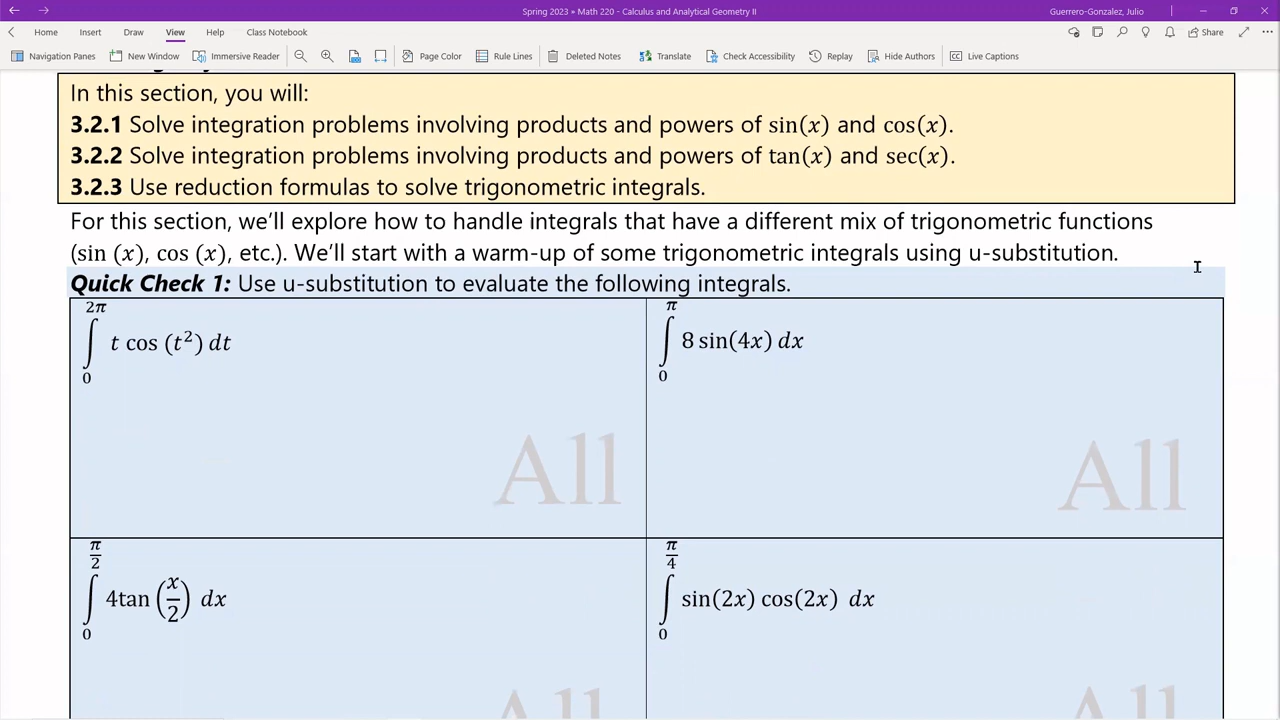 Spring 2023 » Math 220 - Calculus and Analytical Geometry II
Guerrero-Gonzalez, Julio
Home Insert Draw View Help Class Notebook
Share
Navigation Panes New Window Immersive Reader Page Color Rule Lines Deleted Notes Translate Check Accessibility Replay Hide Authors Live Captions
In this section, you will:
3.2.1 Solve integration problems involving products and powers of sin(x) and cos(x).
3.2.2 Solve integration problems involving products and powers of tan(x) and sec(x).
3.2.3 Use reduction formulas to solve trigonometric integrals.
For this section, we’ll explore how to handle integrals that have a different mix of trigonometric functions
(sin (x), cos (x), etc.). We’ll start with a warm-up of some trigonometric integrals using u-substitution.
Quick Check 1: Use u-substitution to evaluate the following integrals.
∫₀^{2π} t cos (t²) dt
All
∫₀^{π} 8 sin(4x) dx
All
∫₀^{π/2} 4tan (x/2) dx
All
∫₀^{π/4} sin(2x) cos(2x) dx
All